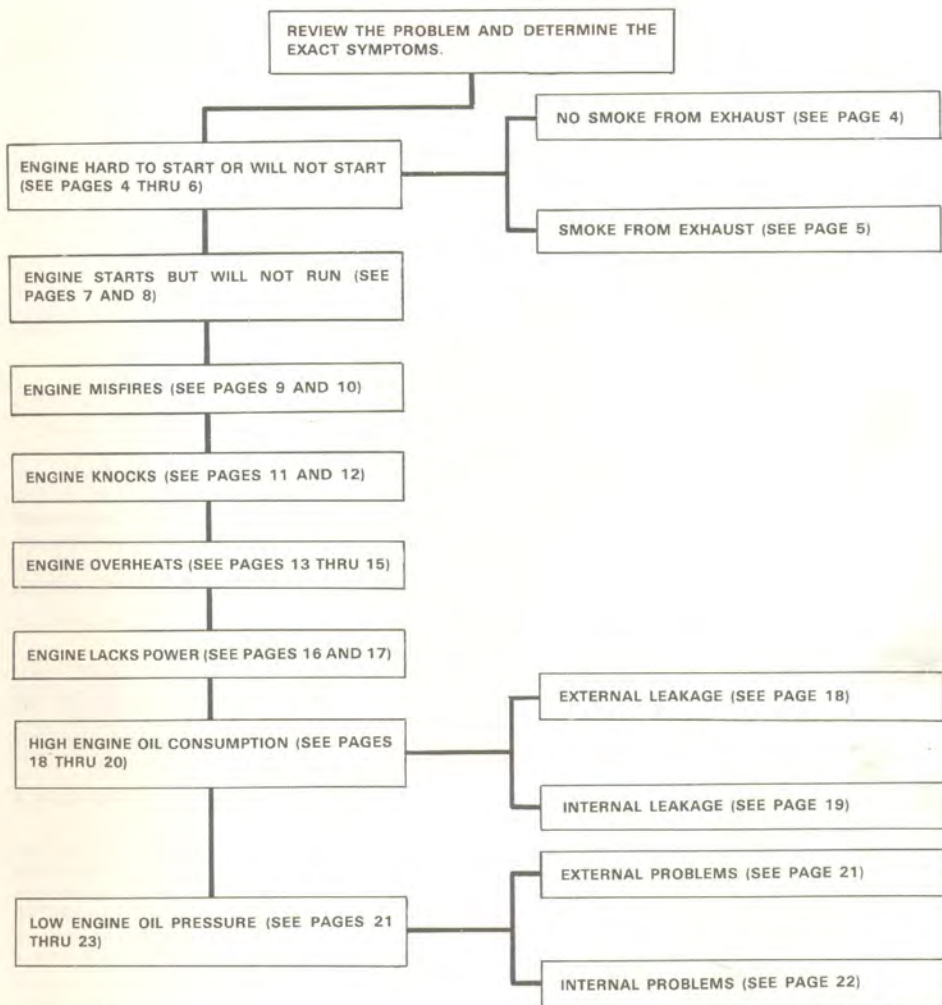 REVIEW THE PROBLEM AND DETERMINE THE
EXACT SYMPTOMS.
NO SMOKE FROM EXHAUST (SEE PAGE 4)
ENGINE HARD TO START OR WILL NOT START
(SEE PAGES 4 THRU 6)
SMOKE FROM EXHAUST (SEE PAGE 5)
ENGINE STARTS BUT WILL NOT RUN (SEE
PAGES 7 AND 8)
ENGINE MISFIRES (SEE PAGES 9 AND 10)
ENGINE KNOCKS (SEE PAGES 11 AND 12)
ENGINE OVERHEATS (SEE PAGES 13 THRU 15)
ENGINE LACKS POWER (SEE PAGES 16 AND 17)
EXTERNAL LEAKAGE (SEE PAGE 18)
HIGH ENGINE OIL CONSUMPTION (SEE PAGES
18 THRU 20)
INTERNAL LEAKAGE (SEE PAGE 19)
EXTERNAL PROBLEMS (SEE PAGE 21)
LOW ENGINE OIL PRESSURE (SEE PAGES 21
THRU 23)
INTERNAL PROBLEMS (SEE PAGE 22)